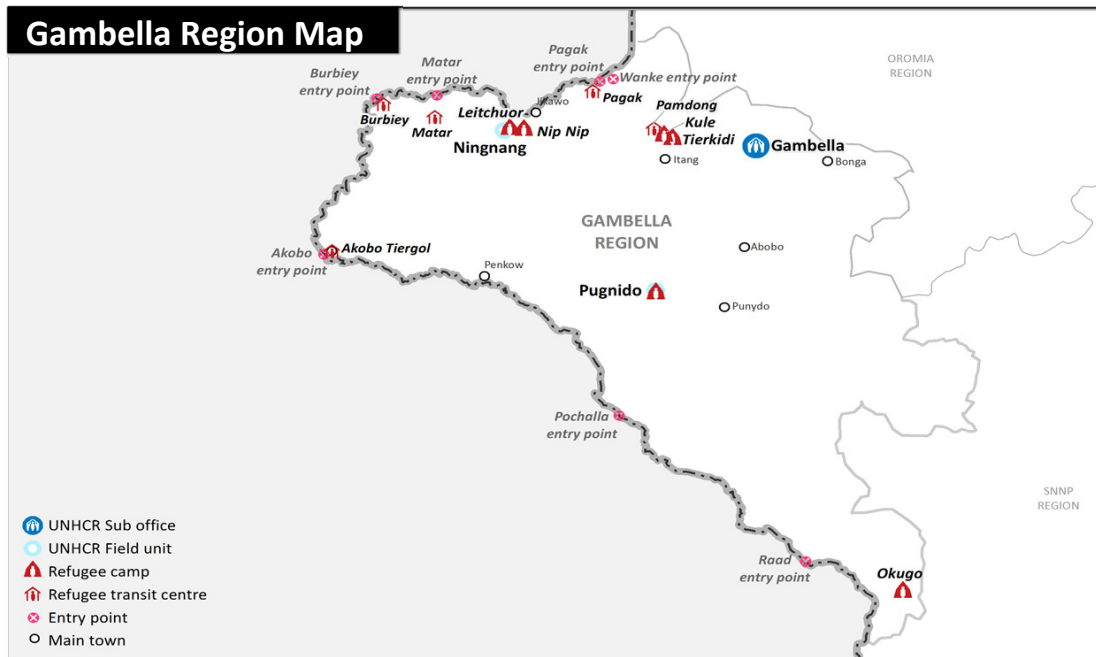 Gambella Region Map
OROMIA
REGION
Pagak
entry point
Wanke entry point
Matar
entry point
Burbiey
entry point
Pagak
Burbiey
Matar
Leitchuor
Nip Nip
Ningnang
Pamdong
Kule
Tierkidi
Itang
Gambella
Bonga
GAMBELLA
REGION
Akobo Tiergol
Akobo
entry point
Penkow
Abobo
Pugnido
Punydo
Pochalla
entry point
SNNP
REGION
Raad
entry point
Okugo
UNHCR Sub office
UNHCR Field unit
Refugee camp
Refugee transit centre
Entry point
Main town